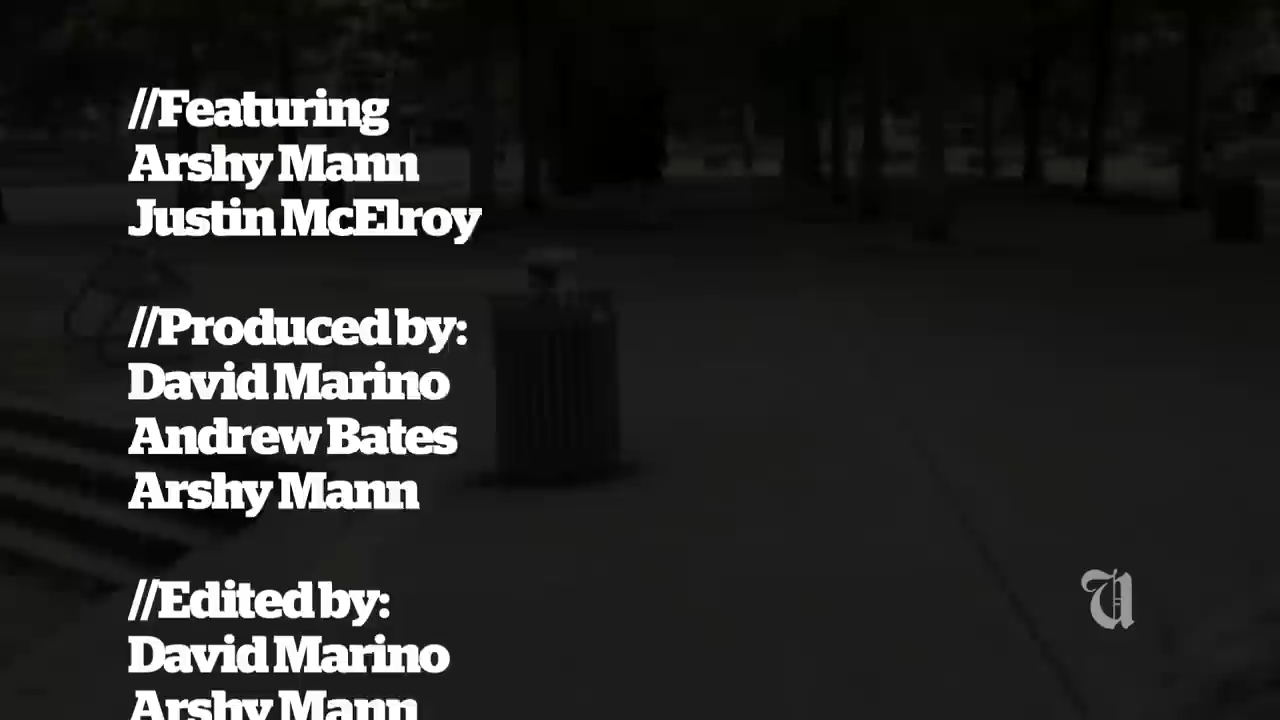 //Featuring
Arshy Mann
Justin McElroy
//Produced by:
David Marino
Andrew Bates
Arshy Mann
//Edited by:
David Marino
Arshy Mann
U